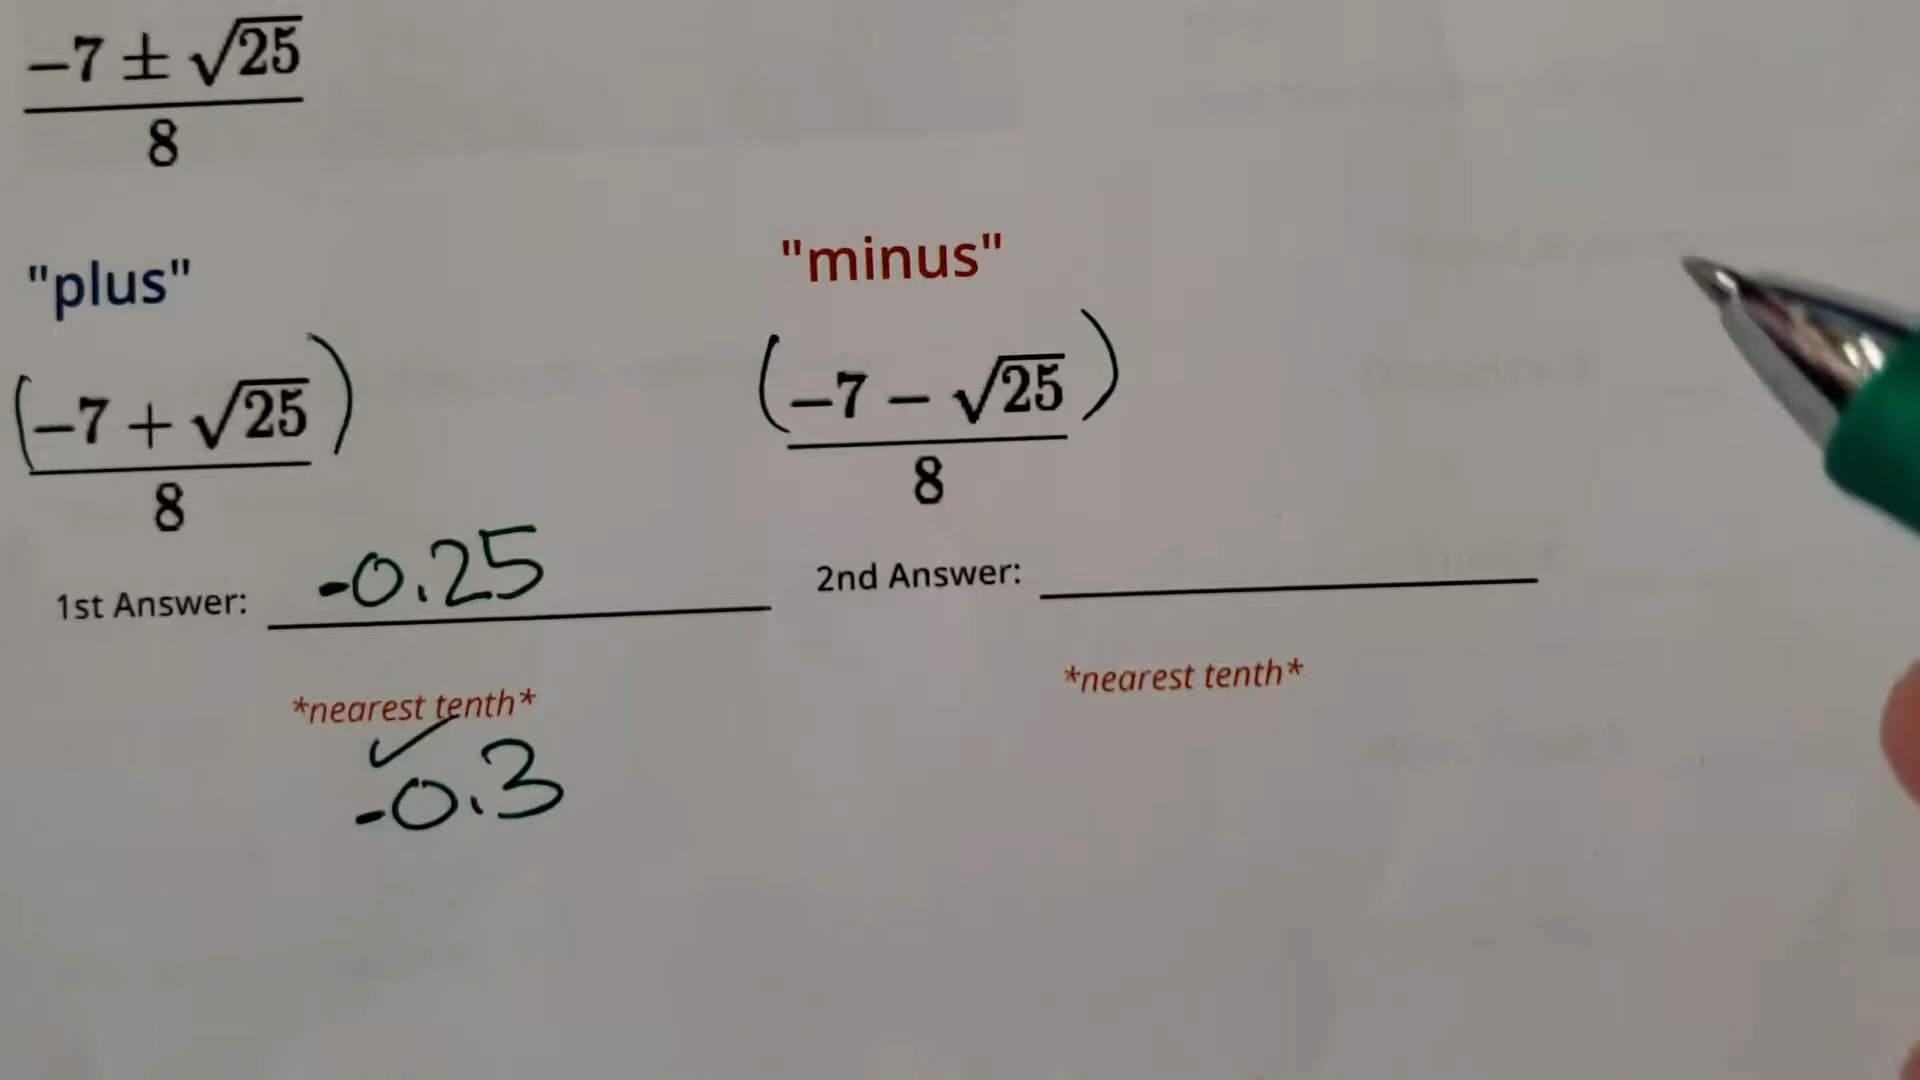 −7 ± √25
8
"plus"
"minus"
(−7 + √25)
8
(−7 − √25)
8
1st Answer: -0.25
2nd Answer:
*nearest tenth*
*nearest tenth*
-0.3